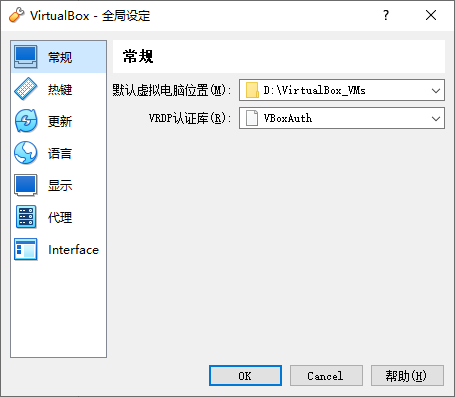 VirtualBox - 全局设定
常规
热键
更新
语言
显示
代理
Interface
常规
默认虚拟电脑位置(M): D:\VirtualBox_VMs
VRDP认证库(R): VBoxAuth
OK Cancel 帮助(H)